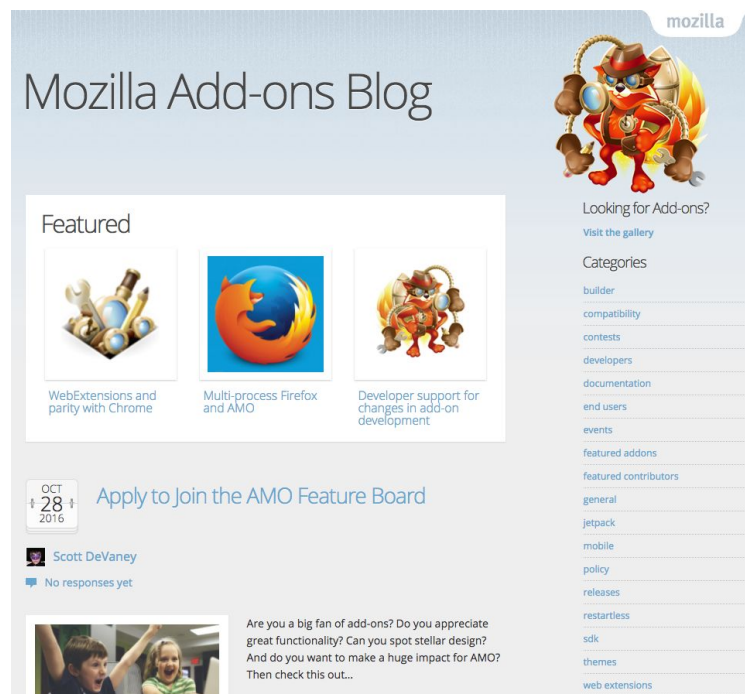 mozilla
Mozilla Add-ons Blog
Featured
WebExtensions and
parity with Chrome
Multi-process Firefox
and AMO
Developer support for
changes in add-on
development
OCT
28
2016
Apply to Join the AMO Feature Board
Scott DeVaney
No responses yet
Are you a big fan of add-ons? Do you appreciate
great functionality? Can you spot stellar design?
And do you want to make a huge impact for AMO?
Then check this out...
Looking for Add-ons?
Visit the gallery
Categories
builder
compatibility
contests
developers
documentation
end users
events
featured addons
featured contributors
general
jetpack
mobile
policy
releases
restartless
sdk
themes
web extensions